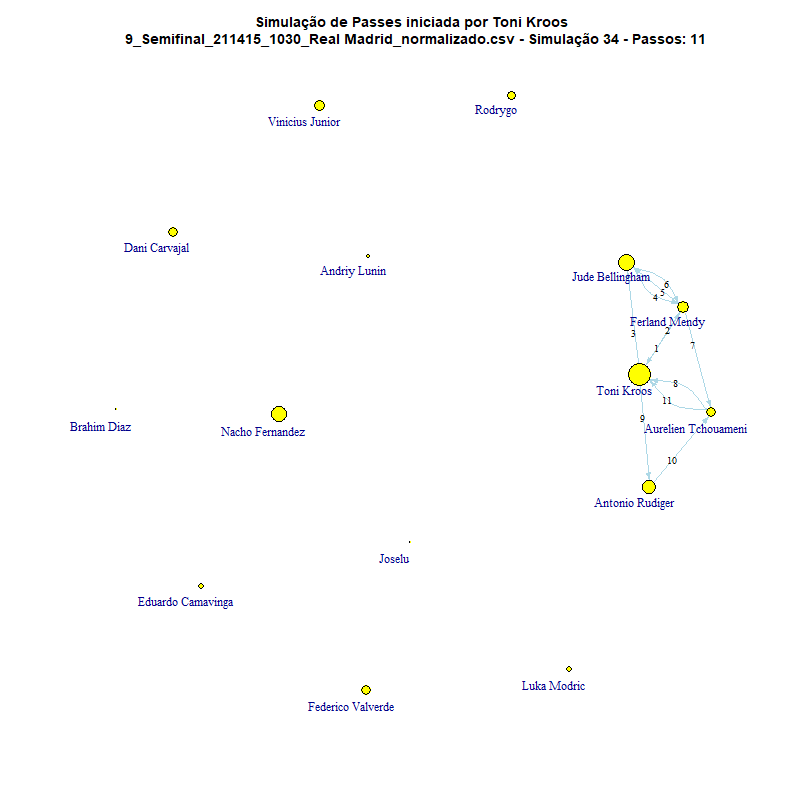 Simulação de Passes iniciada por Toni Kroos
9_Semifinal_211415_1030_Real Madrid_normalizado.csv - Simulação 34 - Passos: 11
Rodrygo
Vinicius Junior
Dani Carvajal
Andriy Lunin
Jude Bellingham
6
5
4
Ferland Mendy
2
3
7
1
8
Toni Kroos
11
Brahim Diaz
Nacho Fernandez
9
Aurelien Tchouameni
10
Antonio Rudiger
Joselu
Eduardo Camavinga
Luka Modric
Federico Valverde